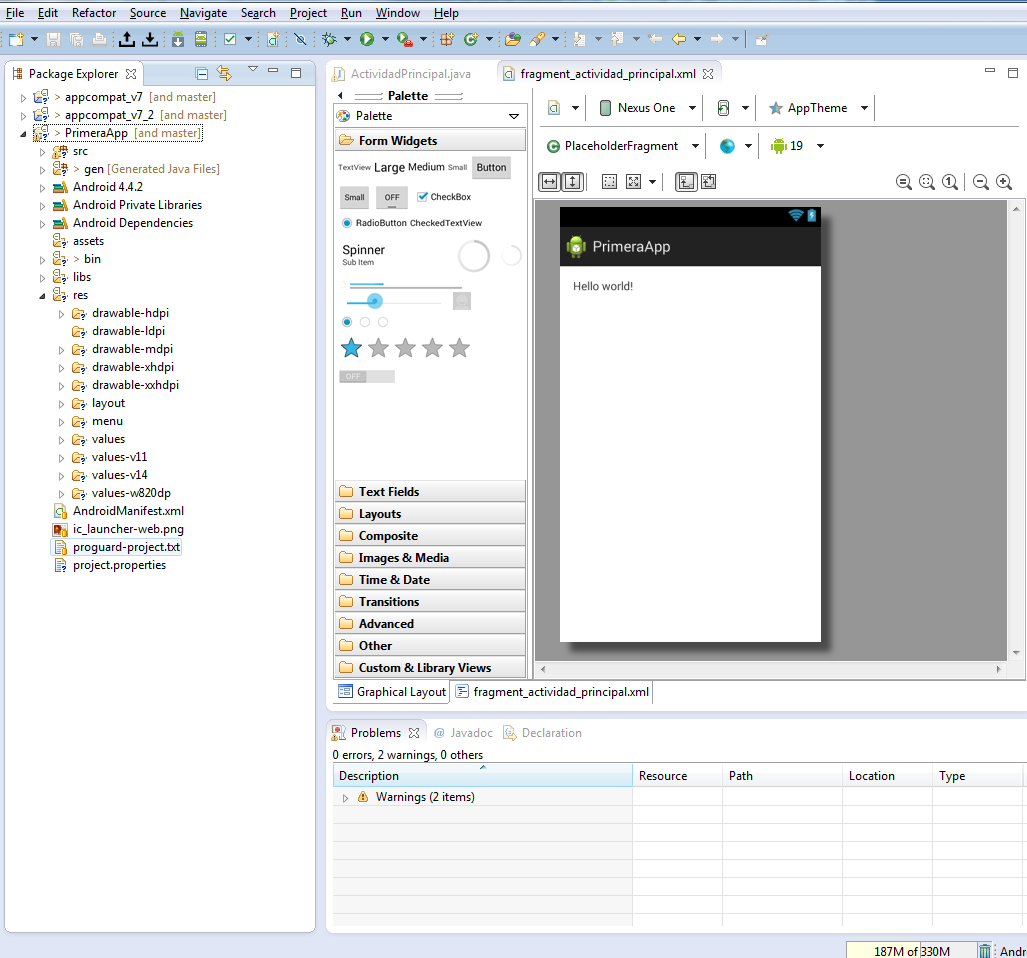 File Edit Refactor Source Navigate Search Project Run Window Help
Package Explorer
> appcompat_v7 [and master]
> appcompat_v7_2 [and master]
> PrimeraApp [and master]
src
> gen [Generated Java Files]
Android 4.4.2
Android Private Libraries
Android Dependencies
assets
> bin
libs
res
drawable-hdpi
drawable-ldpi
drawable-mdpi
drawable-xhdpi
drawable-xxhdpi
layout
menu
values
values-v11
values-v14
values-w820dp
AndroidManifest.xml
ic_launcher-web.png
proguard-project.txt
project.properties
ActividadPrincipal.java fragment_actividad_principal.xml
Palette
Palette
Form Widgets
TextView Large Medium Small Button
Small OFF CheckBox
RadioButton CheckedTextView
Spinner
Sub Item
OFF
Text Fields
Layouts
Composite
Images & Media
Time & Date
Transitions
Advanced
Other
Custom & Library Views
Nexus One AppTheme
PlaceholderFragment 19
PrimeraApp
Hello world!
Graphical Layout fragment_actividad_principal.xml
Problems @ Javadoc Declaration
0 errors, 2 warnings, 0 others
Description Resource Path Location Type
Warnings (2 items)
187M of 330M Andr